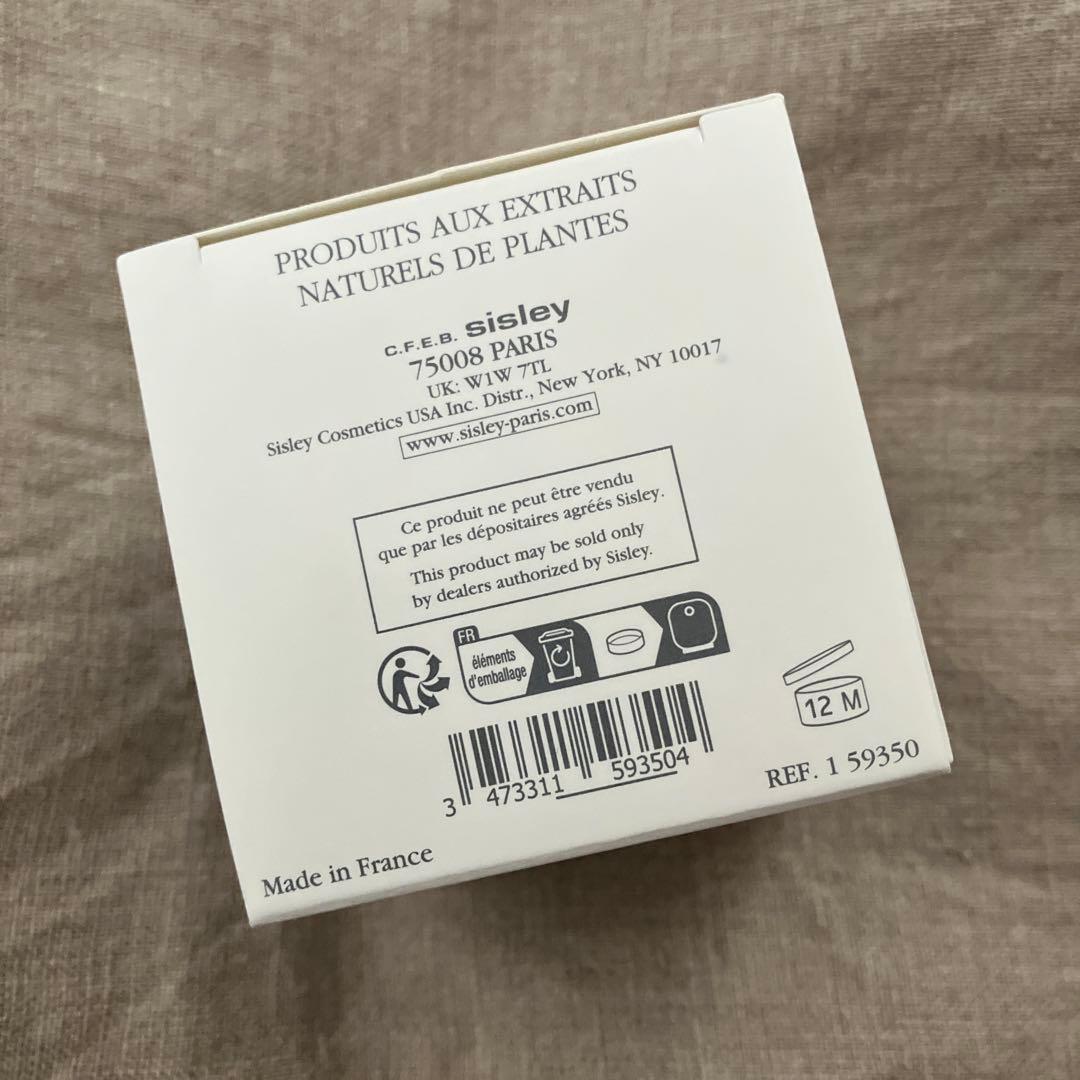 PRODUITS AUX EXTRAITS
NATURELS DE PLANTES
C.F.E.B. sisley
75008 PARIS
UK: W1W 7TL
Sisley Cosmetics USA Inc. Distr., New York, NY 10017
www.sisley-paris.com
Ce produit ne peut être vendu
que par les dépositaires agréés Sisley.
This product may be sold only
by dealers authorized by Sisley.
FR
éléments
d'emballage
12 M
3 473311 593504
REF. 1 59350
Made in France